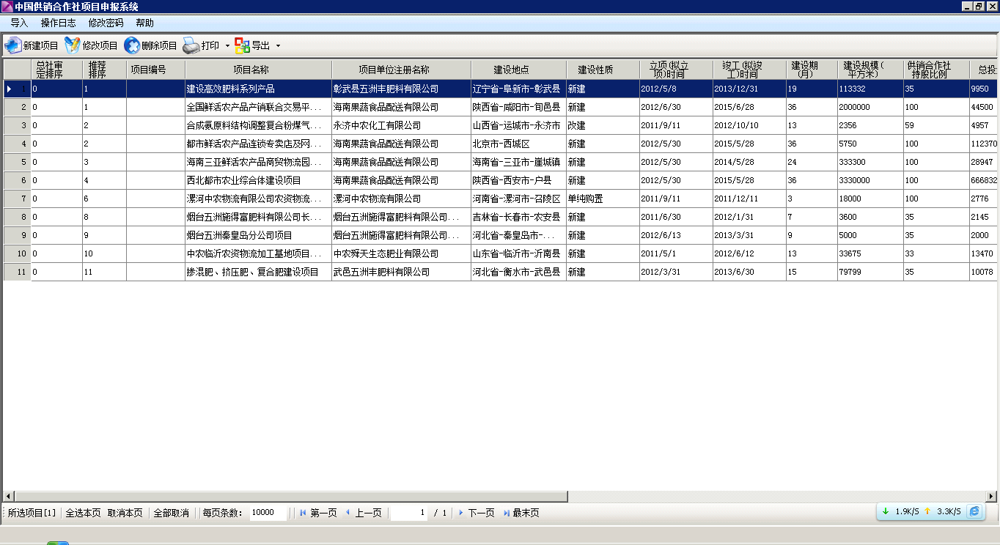 中国供销合作社项目申报系统
导入 操作日志 修改密码 帮助
新建项目 修改项目 删除项目 打印 导出
总社审定排序 推荐排序 项目编号 项目名称 项目单位注册名称 建设地点 建设性质 立项(拟立项)时间 竣工(拟竣工)时间 建设期(月) 建设规模(平方米) 供销合作社持股比例 总投
1 0 1 建设高效肥料系列产品 彰武县五洲丰肥料有限公司 辽宁省-阜新市-彰武县 新建 2012/5/8 2013/12/31 19 113332 35 9950
2 0 1 全国鲜活农产品产销联合交易平... 海南果蔬食品配送有限公司 陕西省-咸阳市-旬邑县 新建 2012/6/30 2015/6/28 36 2000000 100 44500
3 0 2 合成氨原料结构调整复合粉煤气... 永济中农化工有限公司 山西省-运城市-永济市 改建 2011/9/11 2012/10/10 13 2356 59 4957
4 0 2 都市鲜活农产品连锁专卖店及网... 海南果蔬食品配送有限公司 北京市-西城区 新建 2012/5/30 2015/5/28 36 5750 100 112370
5 0 3 海南三亚鲜活农产品商贸物流园... 海南果蔬食品配送有限公司 海南省-三亚市-崖城镇 新建 2012/5/30 2014/5/28 24 333300 100 28947
6 0 4 西北都市农业综合体建设项目 海南果蔬食品配送有限公司 陕西省-西安市-户县 新建 2012/5/30 2015/5/28 36 3330000 100 666832
7 0 6 漯河中农物流有限公司农资物流... 漯河中农物流有限公司 河南省-漯河市-召陵区 单纯购置 2011/9/11 2011/12/11 3 18000 100 2776
8 0 8 烟台五洲施得富肥料有限公司长... 烟台五洲施得富肥料有限公司... 吉林省-长春市-农安县 新建 2011/6/30 2012/1/31 7 3600 35 2145
9 0 9 烟台五洲秦皇岛分公司项目 烟台五洲施得富肥料有限公司... 河北省-秦皇岛市-... 新建 2012/6/13 2013/3/31 9 5000 35 2000
10 0 10 中农临沂农资物流加工基地项目... 中农舜天生态肥业有限公司 山东省-临沂市-沂南县 新建 2011/5/1 2012/6/12 13 33675 33 13470
11 0 11 掺混肥、挤压肥、复合肥建设项目 武邑五洲丰肥料有限公司 河北省-衡水市-武邑县 新建 2012/3/31 2013/6/30 15 79799 35 10078
所选项目[1] 全选本页 取消本页 全部取消 每页条数: 10000 第一页 上一页 1 / 1 下一页 最末页 1.9K/S 3.3K/S